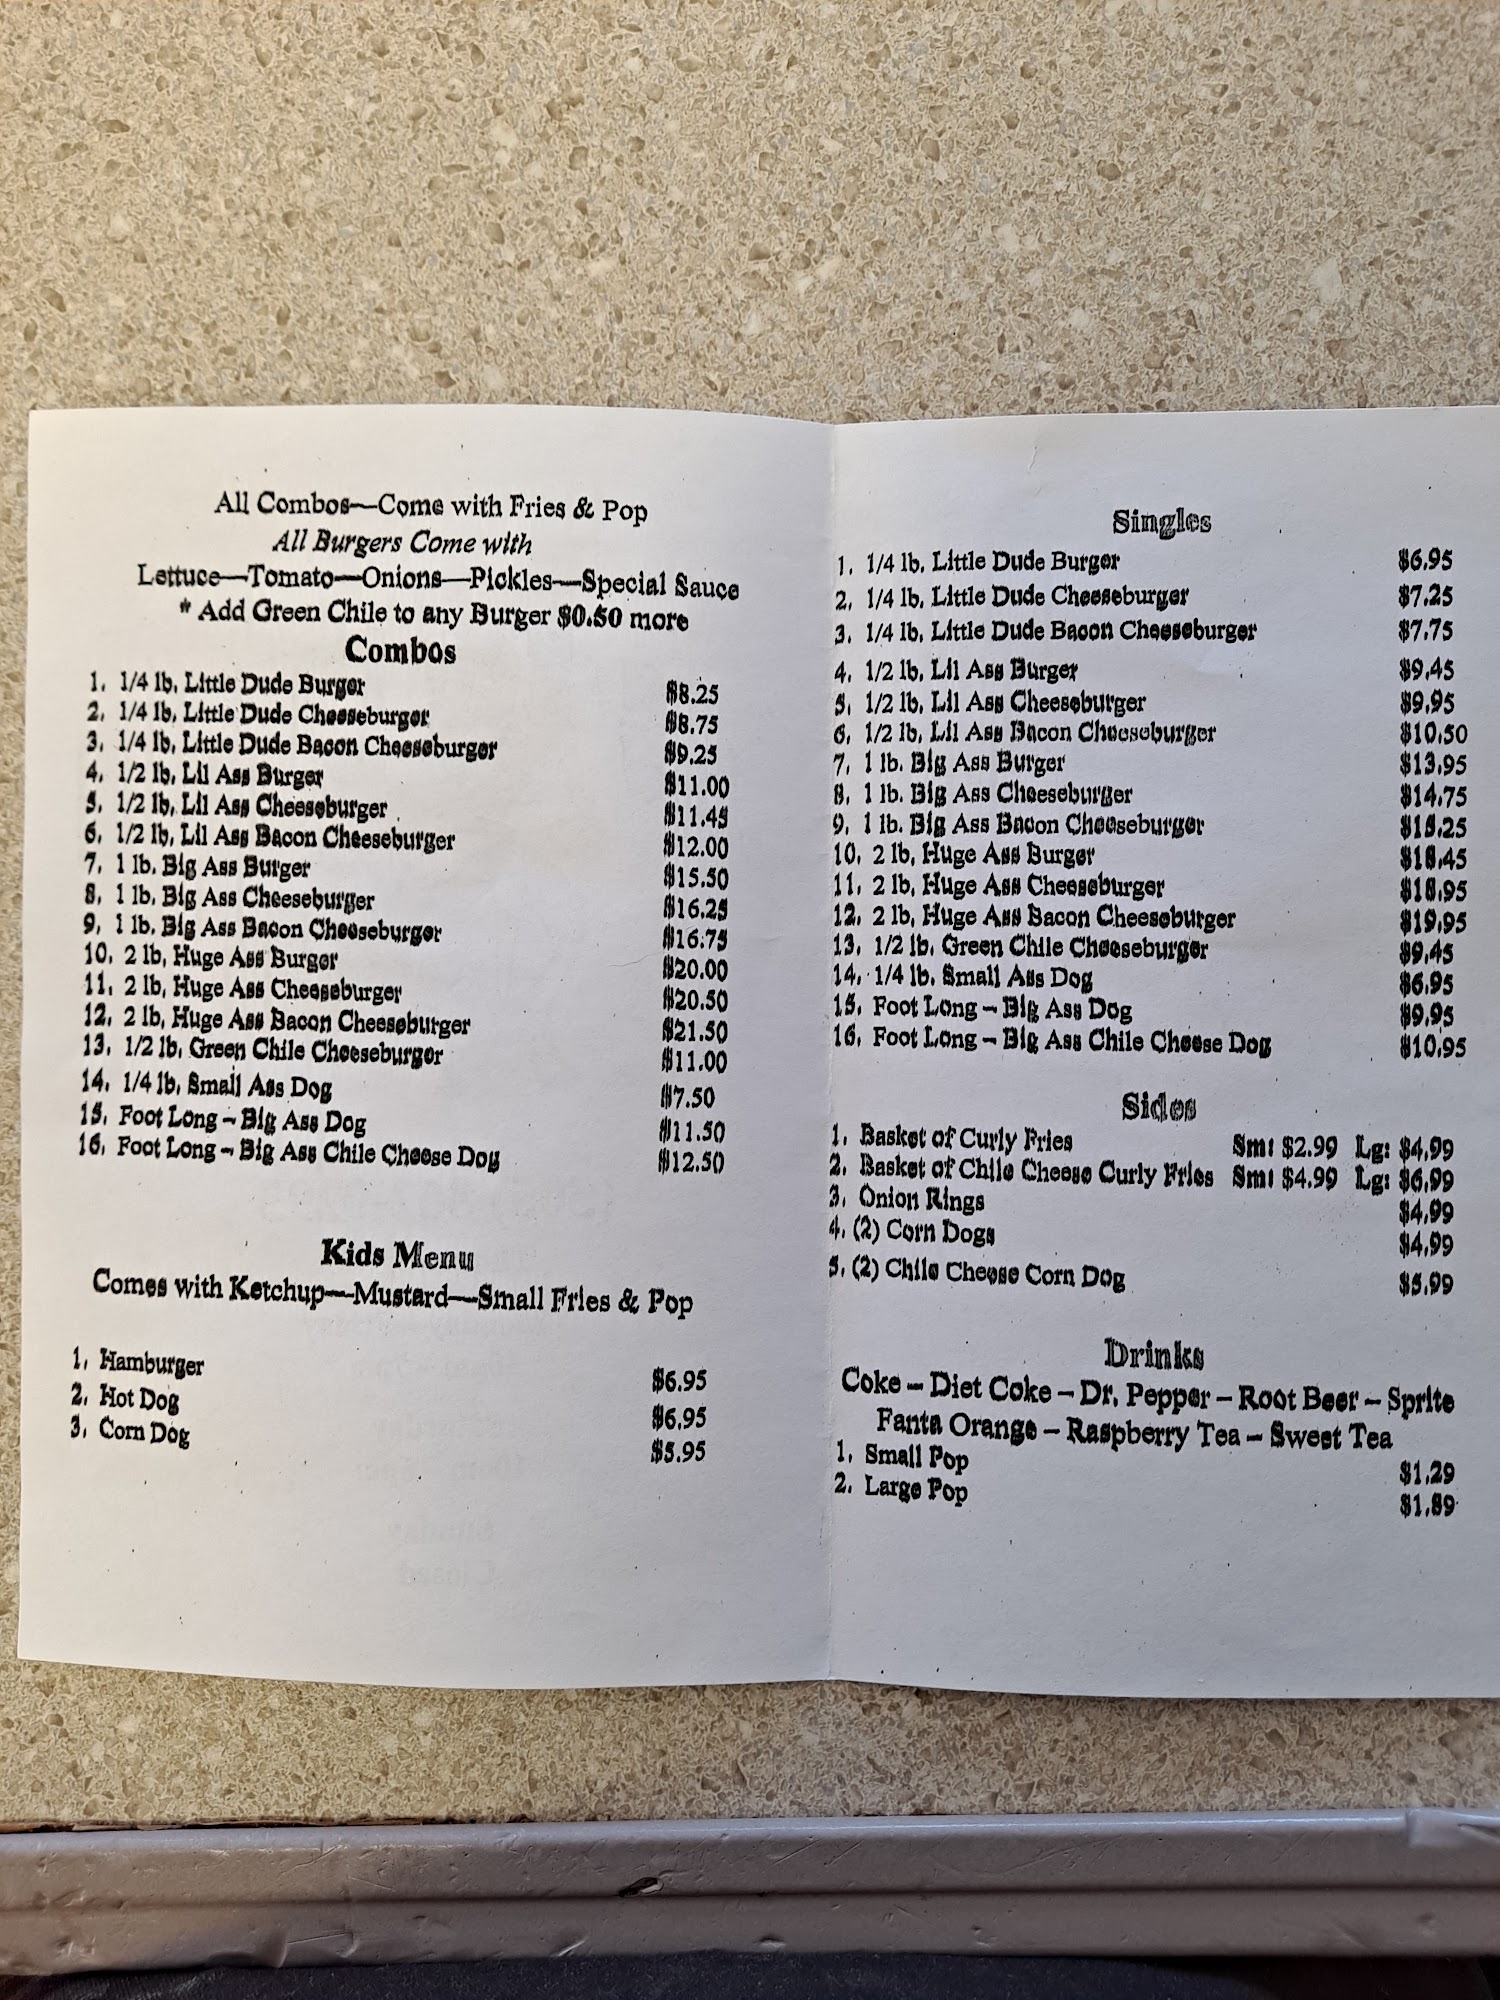 All Combos—Come with Fries & Pop
All Burgers Come with
Lettuce—Tomato—Onions—Pickles—Special Sauce
* Add Green Chile to any Burger $0.50 more
Combos
1. 1/4 lb. Little Dude Burger $8.25
2. 1/4 lb. Little Dude Cheeseburger $8.75
3. 1/4 lb. Little Dude Bacon Cheeseburger $9.25
4. 1/2 lb. Lil Ass Burger $11.00
5. 1/2 lb. Lil Ass Cheeseburger $11.45
6. 1/2 lb. Lil Ass Bacon Cheeseburger $12.00
7. 1 lb. Big Ass Burger $15.50
8. 1 lb. Big Ass Cheeseburger $16.25
9. 1 lb. Big Ass Bacon Cheeseburger $16.75
10. 2 lb. Huge Ass Burger $20.00
11. 2 lb. Huge Ass Cheeseburger $20.50
12. 2 lb. Huge Ass Bacon Cheeseburger $21.50
13. 1/2 lb. Green Chile Cheeseburger $11.00
14. 1/4 lb. Small Ass Dog $7.50
15. Foot Long – Big Ass Dog $11.50
16. Foot Long – Big Ass Chile Cheese Dog $12.50
Kids Menu
Comes with Ketchup—Mustard—Small Fries & Pop
1. Hamburger $6.95
2. Hot Dog $6.95
3. Corn Dog $5.95
Singles
1. 1/4 lb. Little Dude Burger $6.95
2. 1/4 lb. Little Dude Cheeseburger $7.25
3. 1/4 lb. Little Dude Bacon Cheeseburger $7.75
4. 1/2 lb. Lil Ass Burger $9.45
5. 1/2 lb. Lil Ass Cheeseburger $9.95
6. 1/2 lb. Lil Ass Bacon Cheeseburger $10.50
7. 1 lb. Big Ass Burger $13.95
8. 1 lb. Big Ass Cheeseburger $14.75
9. 1 lb. Big Ass Bacon Cheeseburger $15.25
10. 2 lb. Huge Ass Burger $18.45
11. 2 lb. Huge Ass Cheeseburger $18.95
12. 2 lb. Huge Ass Bacon Cheeseburger $19.95
13. 1/2 lb. Green Chile Cheeseburger $9.45
14. 1/4 lb. Small Ass Dog $6.95
15. Foot Long – Big Ass Dog $9.95
16. Foot Long – Big Ass Chile Cheese Dog $10.95
Sides
1. Basket of Curly Fries Sm: $2.99 Lg: $4.99
2. Basket of Chile Cheese Curly Fries Sm: $4.99 Lg: $6.99
3. Onion Rings $4.99
4. (2) Corn Dogs $4.99
5. (2) Chile Cheese Corn Dog $5.99
Drinks
Coke – Diet Coke – Dr. Pepper – Root Beer – Sprite
Fanta Orange – Raspberry Tea – Sweet Tea
1. Small Pop $1.29
2. Large Pop $1.89